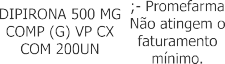 DIPIRONA 500 MG
COMP (G) VP CX
COM 200UN
;- Promefarma
Não atingem o
faturamento
mínimo.